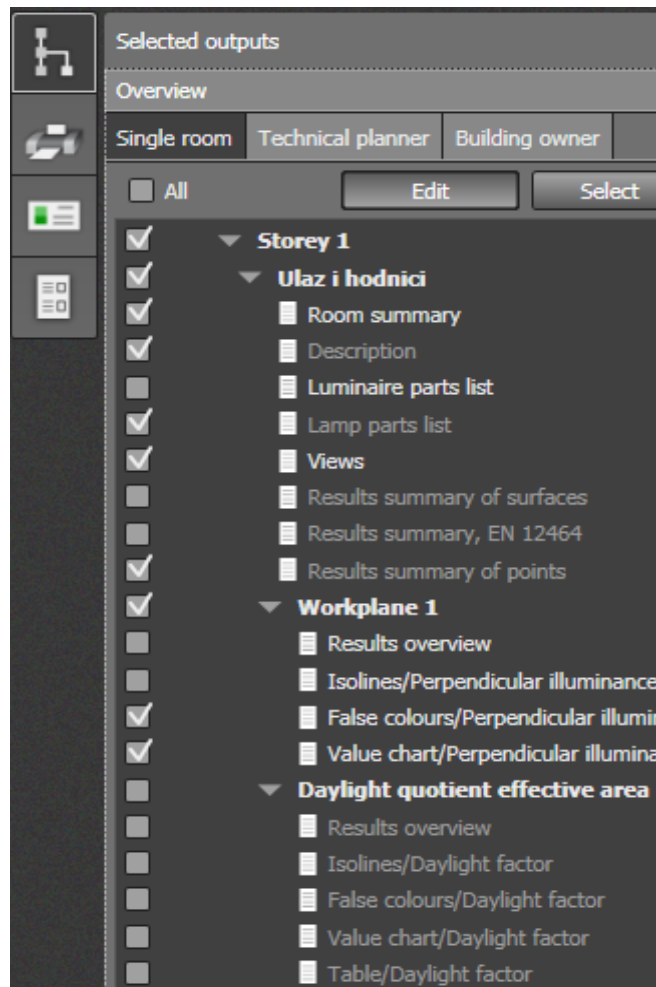 Selected outputs
Overview
Single room Technical planner Building owner
All Edit Select
Storey 1
Ulaz i hodnici
Room summary
Description
Luminaire parts list
Lamp parts list
Views
Results summary of surfaces
Results summary, EN 12464
Results summary of points
Workplane 1
Results overview
Isolines/Perpendicular illuminance
False colours/Perpendicular illumi
Value chart/Perpendicular illumina
Daylight quotient effective area
Results overview
Isolines/Daylight factor
False colours/Daylight factor
Value chart/Daylight factor
Table/Daylight factor